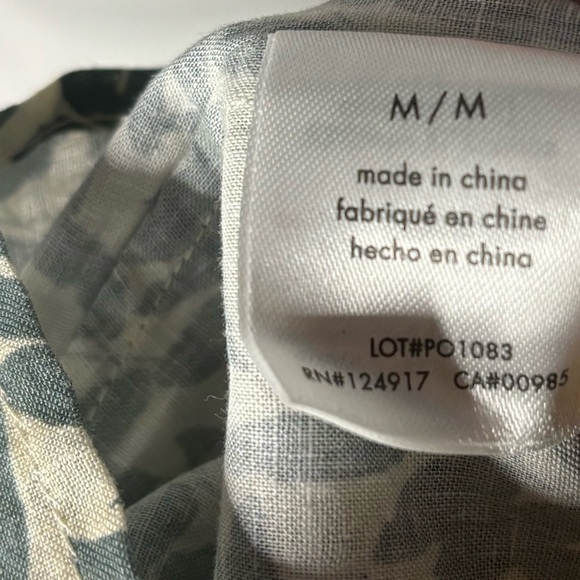 M / M
made in china
fabriqué en chine
hecho en china
LOT#PO1083
RN#124917 CA#00985